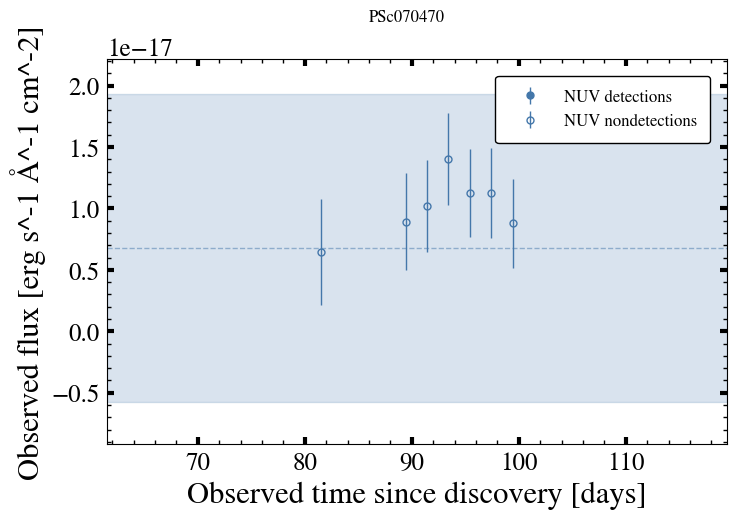 PSc070470
1e−17
NUV detections
NUV nondetections
2.0
1.5
1.0
0.5
0.0
−0.5
70 80 90 100 110
Observed time since discovery [days]
Observed flux [erg s^-1 Å^-1 cm^-2]